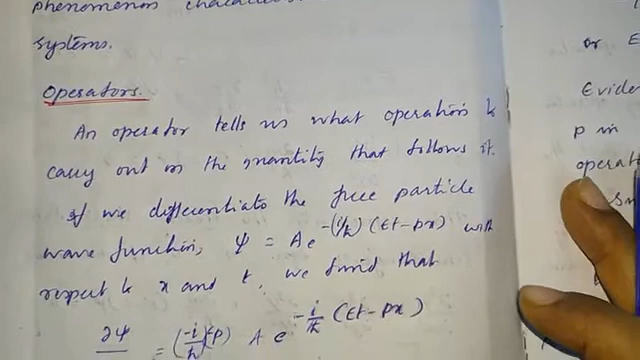 phenomenon
systems.
Operators.
An operator tells us what operation to
carry out on the quantity that follows it.
If we differentiate the free particle
wave function, ψ = Ae^{-(i/ħ)(Et-px)} with
respect to x and t, we found that
∂ψ = (-i/ħ)(-p) A e^{-i/ħ (Et-px)}
or E
Evide
p in
operat